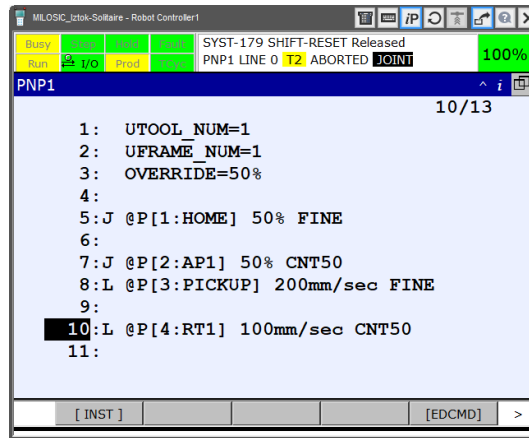 MILOSIC_Iztok-Solitaire - Robot Controller1
Busy Step Hold Fault SYST-179 SHIFT-RESET Released
Run I/O Prod TCyc PNP1 LINE 0 T2 ABORTED JOINT 100%
PNP1
10/13
1: UTOOL_NUM=1
2: UFRAME_NUM=1
3: OVERRIDE=50%
4:
5:J @P[1:HOME] 50% FINE
6:
7:J @P[2:AP1] 50% CNT50
8:L @P[3:PICKUP] 200mm/sec FINE
9:
10:L @P[4:RT1] 100mm/sec CNT50
11:
[ INST ] [EDCMD] >